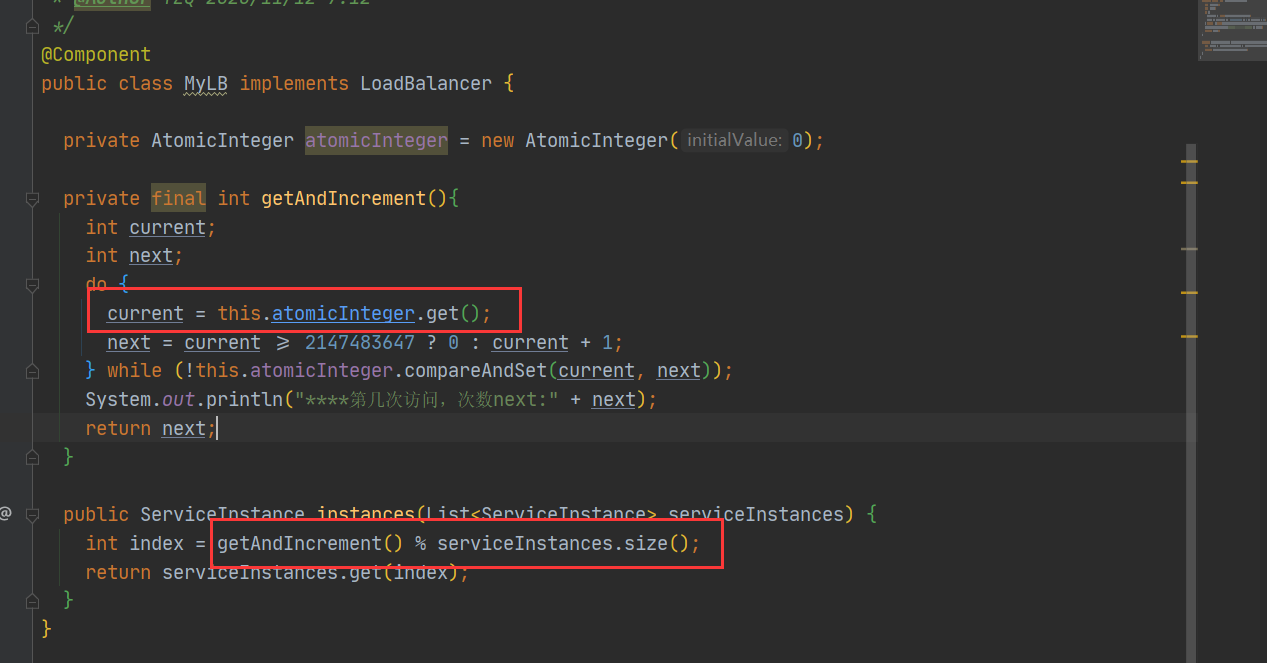 * @Author YZQ 2020/11/12 7:12
*/
@Component
public class MyLB implements LoadBalancer {
private AtomicInteger atomicInteger = new AtomicInteger( initialValue: 0);
private final int getAndIncrement(){
int current;
int next;
do {
current = this.atomicInteger.get();
next = current >= 2147483647 ? 0 : current + 1;
} while (!this.atomicInteger.compareAndSet(current, next));
System.out.println("****第几次访问，次数next:" + next);
return next;
}
@
public ServiceInstance instances(List<ServiceInstance> serviceInstances) {
int index = getAndIncrement() % serviceInstances.size();
return serviceInstances.get(index);
}
}